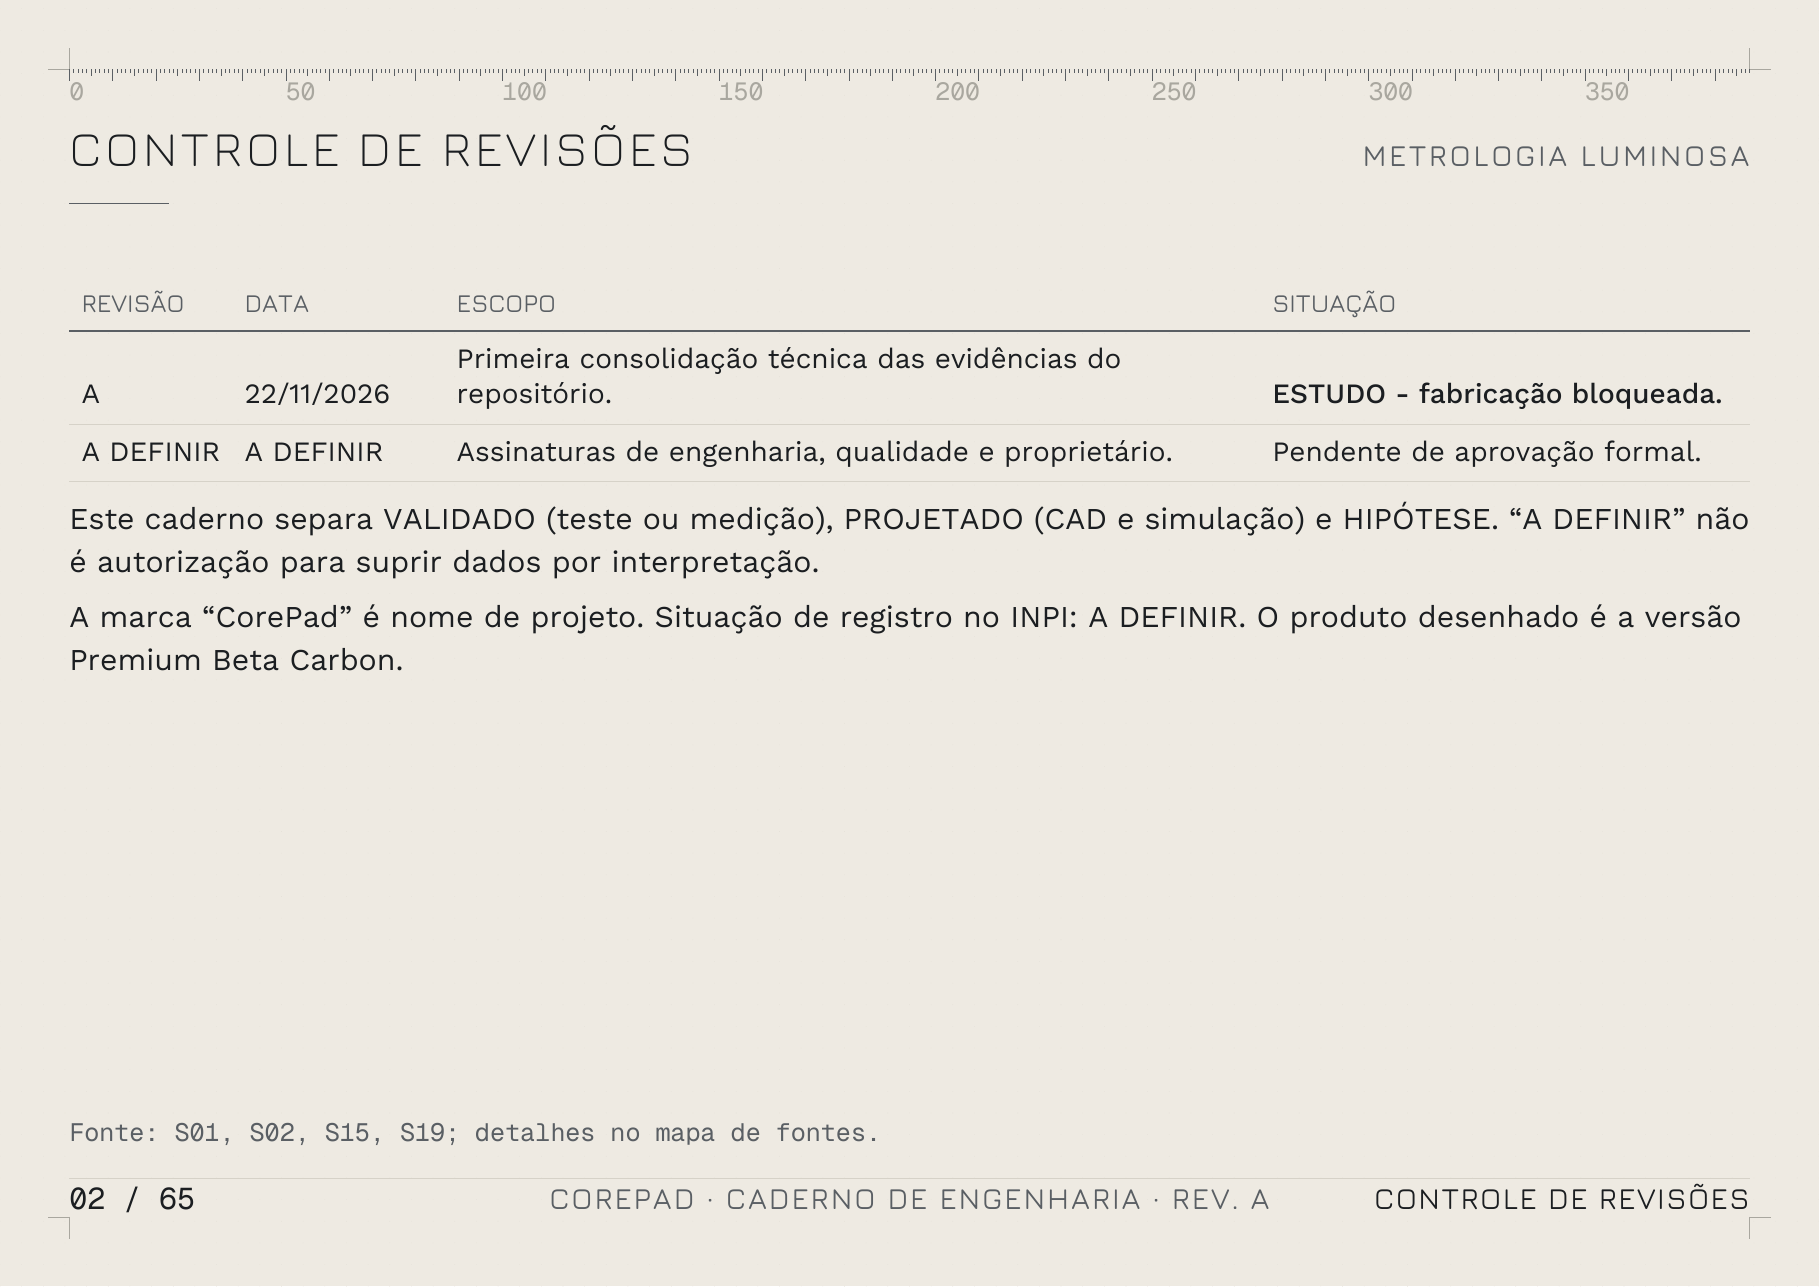 0 50 100 150 200 250 300 350
CONTROLE DE REVISÕES
METROLOGIA LUMINOSA
REVISÃO DATA ESCOPO SITUAÇÃO
Primeira consolidação técnica das evidências do
A 22/11/2026 repositório. ESTUDO - fabricação bloqueada.
A DEFINIR A DEFINIR Assinaturas de engenharia, qualidade e proprietário. Pendente de aprovação formal.
Este caderno separa VALIDADO (teste ou medição), PROJETADO (CAD e simulação) e HIPÓTESE. “A DEFINIR” não
é autorização para suprir dados por interpretação.
A marca “CorePad” é nome de projeto. Situação de registro no INPI: A DEFINIR. O produto desenhado é a versão
Premium Beta Carbon.
Fonte: S01, S02, S15, S19; detalhes no mapa de fontes.
02 / 65 COREPAD · CADERNO DE ENGENHARIA · REV. A CONTROLE DE REVISÕES